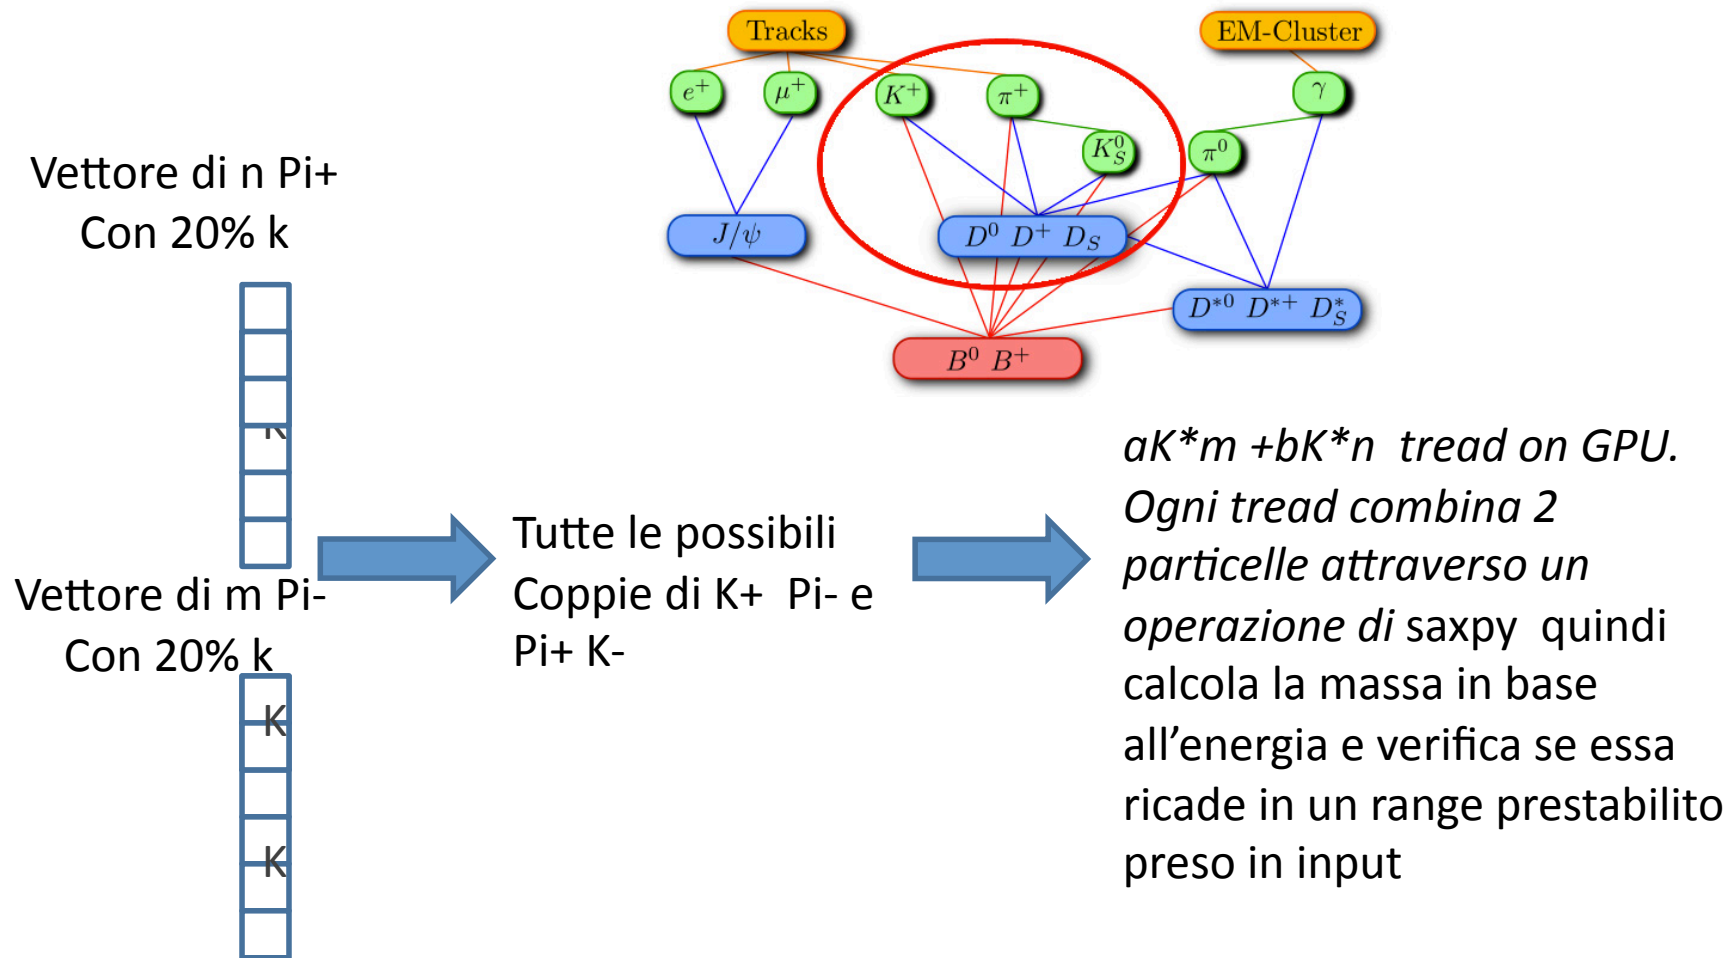 Tracks
EM-Cluster
e⁺
μ⁺
K⁺
π⁺
γ
K⁰_S
π⁰
J/ψ
D⁰ D⁺ D_S
D*⁰ D*⁺ D*_S
B⁰ B⁺
Vettore di n Pi+
Con 20% k
K
Vettore di m Pi-
Con 20% k
K
K
Tutte le possibili
Coppie di K+ Pi- e
Pi+ K-
aK*m +bK*n tread on GPU.
Ogni tread combina 2
particelle attraverso un
operazione di saxpy quindi
calcola la massa in base
all’energia e verifica se essa
ricade in un range prestabilito
preso in input